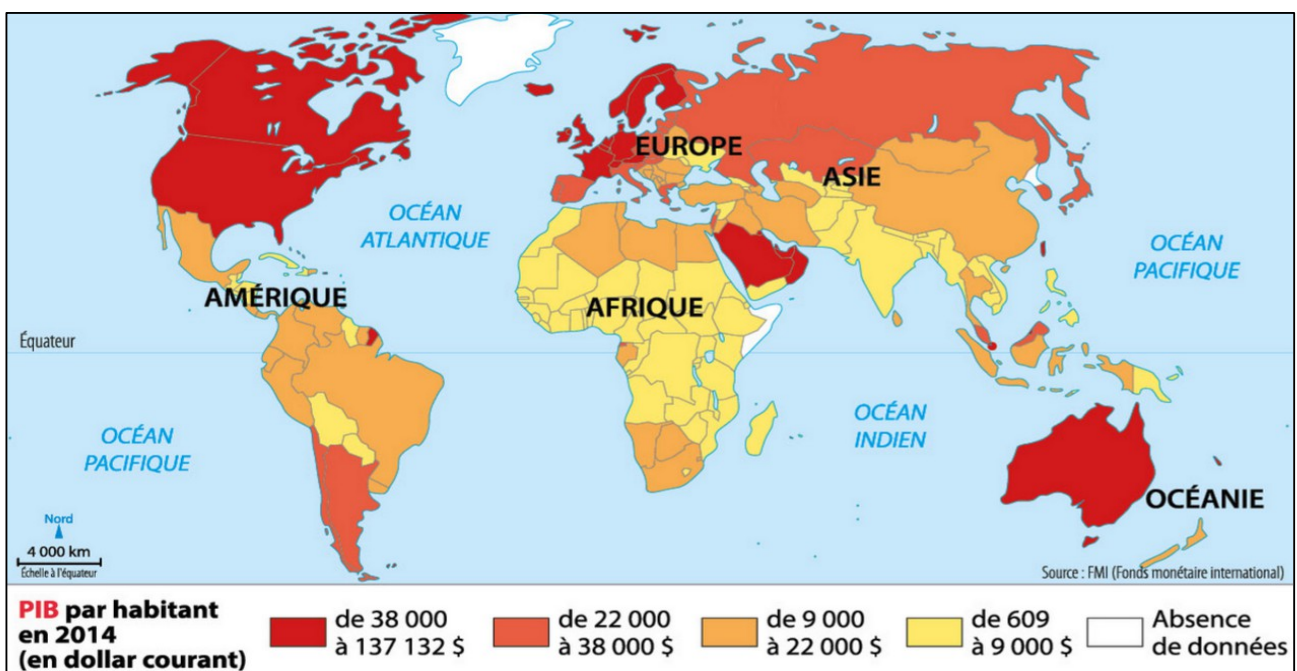 EUROPE
ASIE
OCÉAN
ATLANTIQUE
OCÉAN
PACIFIQUE
AMÉRIQUE
AFRIQUE
Équateur
OCÉAN
INDIEN
OCÉAN
PACIFIQUE
OCÉANIE
Nord
4 000 km
Échelle à l'équateur
Source : FMI (Fonds monétaire international)
PIB par habitant
en 2014
(en dollar courant)
de 38 000
à 137 132 $
de 22 000
à 38 000 $
de 9 000
à 22 000 $
de 609
à 9 000 $
Absence
de données